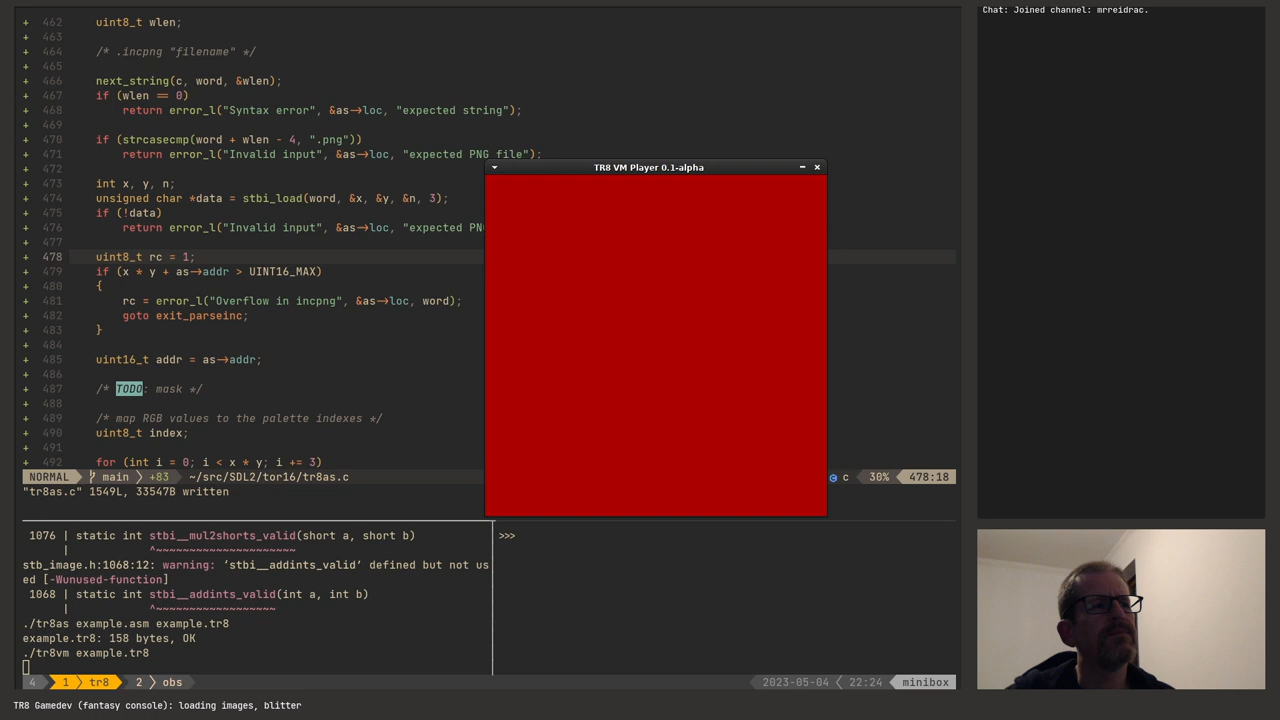 Chat: Joined channel: mrreidrac.
+ 462 uint8_t wlen;
+ 463
+ 464 /* .incpng "filename" */
+ 465
+ 466 next_string(c, word, &wlen);
+ 467 if (wlen == 0)
+ 468 return error_l("Syntax error", &as->loc, "expected string");
+ 469
+ 470 if (strcasecmp(word + wlen - 4, ".png"))
+ 471 return error_l("Invalid input", &as->loc, "expected PNG file");
+ 472
+ 473 int x, y, n;
+ 474 unsigned char *data = stbi_load(word, &x, &y, &n, 3);
+ 475 if (!data)
+ 476 return error_l("Invalid input", &as->loc, "expected PN
+ 477
+ 478 uint8_t rc = 1;
+ 479 if (x * y + as->addr > UINT16_MAX)
+ 480 {
+ 481 rc = error_l("Overflow in incpng", &as->loc, word);
+ 482 goto exit_parseinc;
+ 483 }
+ 484
+ 485 uint16_t addr = as->addr;
+ 486
+ 487 /* TODO: mask */
+ 488
+ 489 /* map RGB values to the palette indexes */
+ 490 uint8_t index;
+ 491
+ 492 for (int i = 0; i < x * y; i += 3)
TR8 VM Player 0.1-alpha
NORMAL main +83 ~/src/SDL2/tor16/tr8as.c c 30% 478:18
"tr8as.c" 1549L, 33547B written
1076 | static int stbi__mul2shorts_valid(short a, short b)
| ^~~~~~~~~~~~~~~~~~~~~~
stb_image.h:1068:12: warning: ‘stbi__addints_valid’ defined but not us
ed [-Wunused-function]
1068 | static int stbi__addints_valid(int a, int b)
| ^~~~~~~~~~~~~~~~~~~
./tr8as example.asm example.tr8
example.tr8: 158 bytes, OK
./tr8vm example.tr8
>>>
4 1 tr8 2 obs 2023-05-04 22:24 minibox
TR8 Gamedev (fantasy console): loading images, blitter